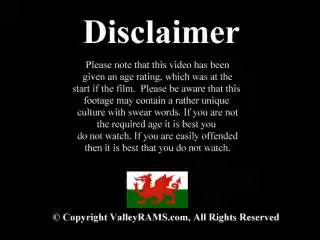 Disclaimer
Please note that this video has been
given an age rating, which was at the
start if the film.  Please be aware that this
footage may contain a rather unique
culture with swear words. If you are not
the required age it is best you
do not watch. If you are easily offended
then it is best that you do not watch.
© Copyright ValleyRAMS.com, All Rights Reserved